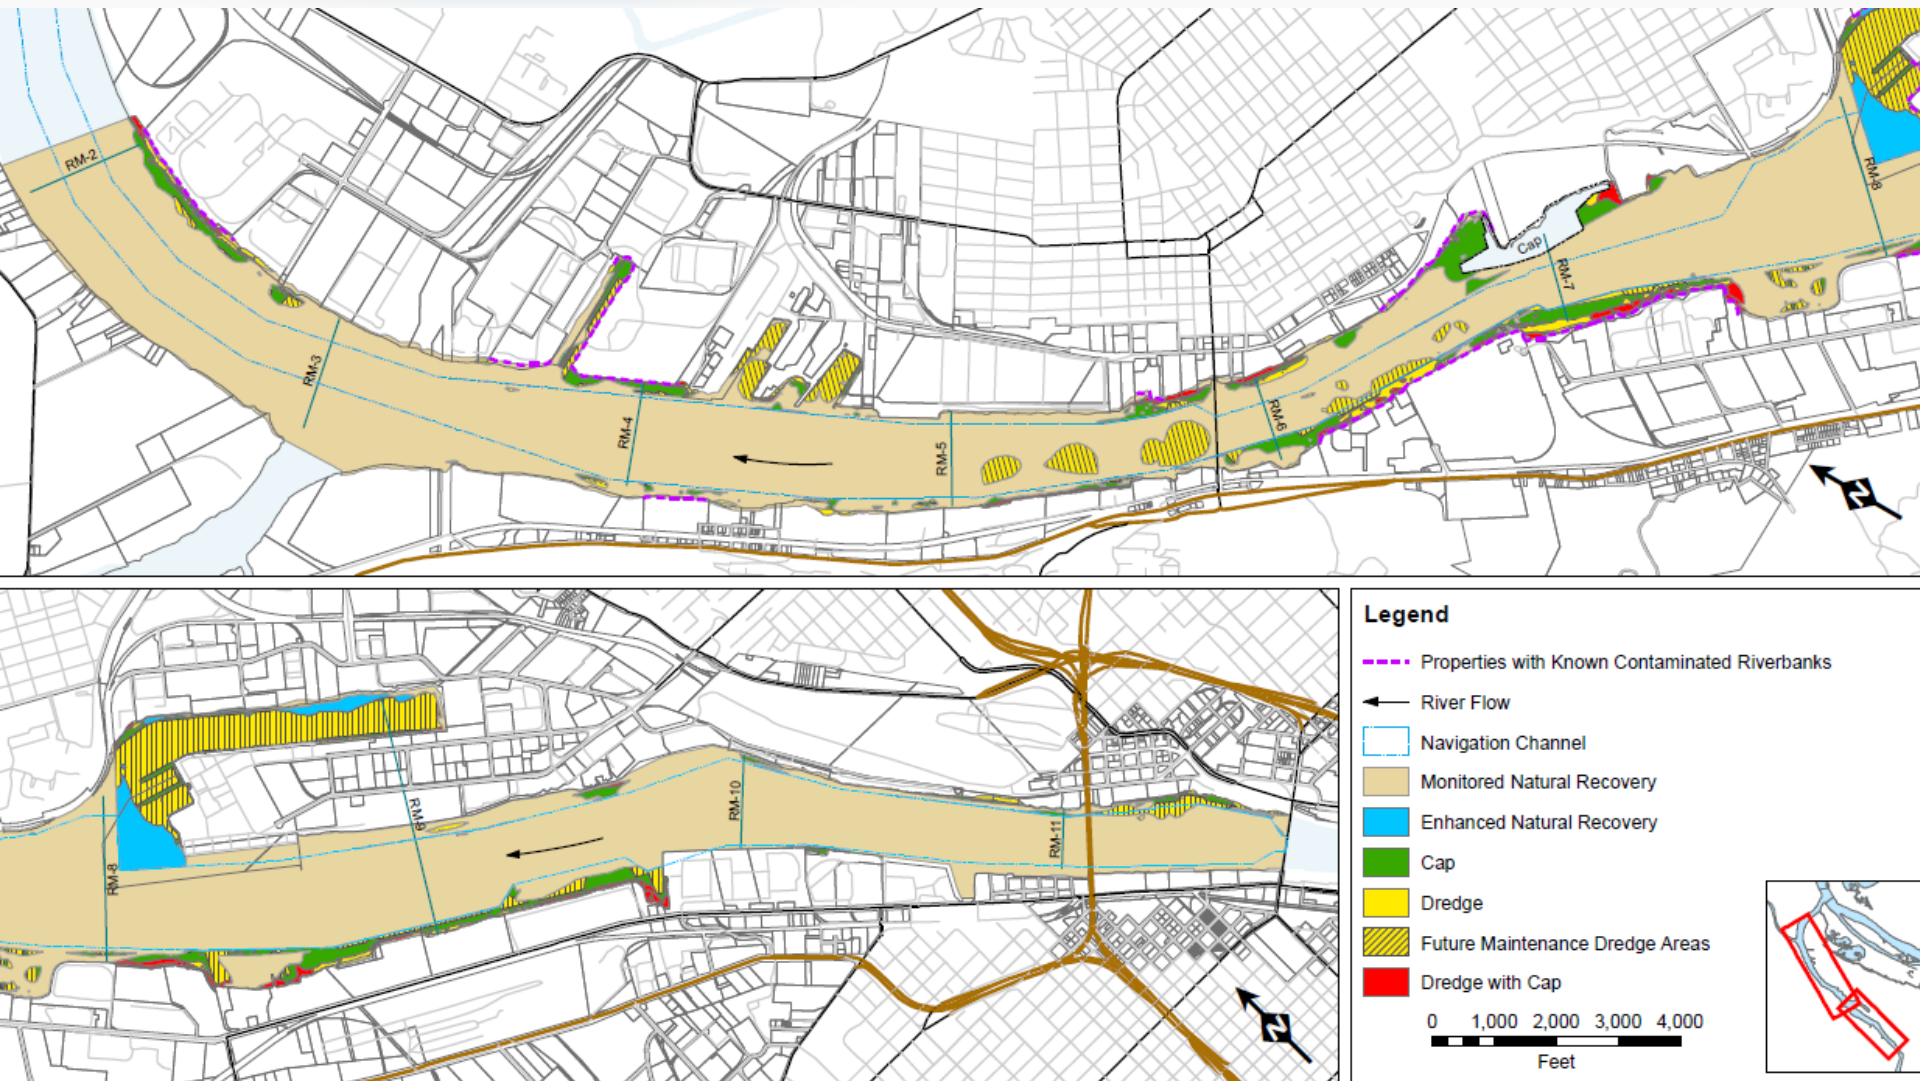 RM-2
RM-3
RM-4
RM-5
RM-6
RM-7
RM-8
Cap
N
RM-8
RM-9
RM-10
RM-11
N
Legend
Properties with Known Contaminated Riverbanks
River Flow
Navigation Channel
Monitored Natural Recovery
Enhanced Natural Recovery
Cap
Dredge
Future Maintenance Dredge Areas
Dredge with Cap
0 1,000 2,000 3,000 4,000
Feet